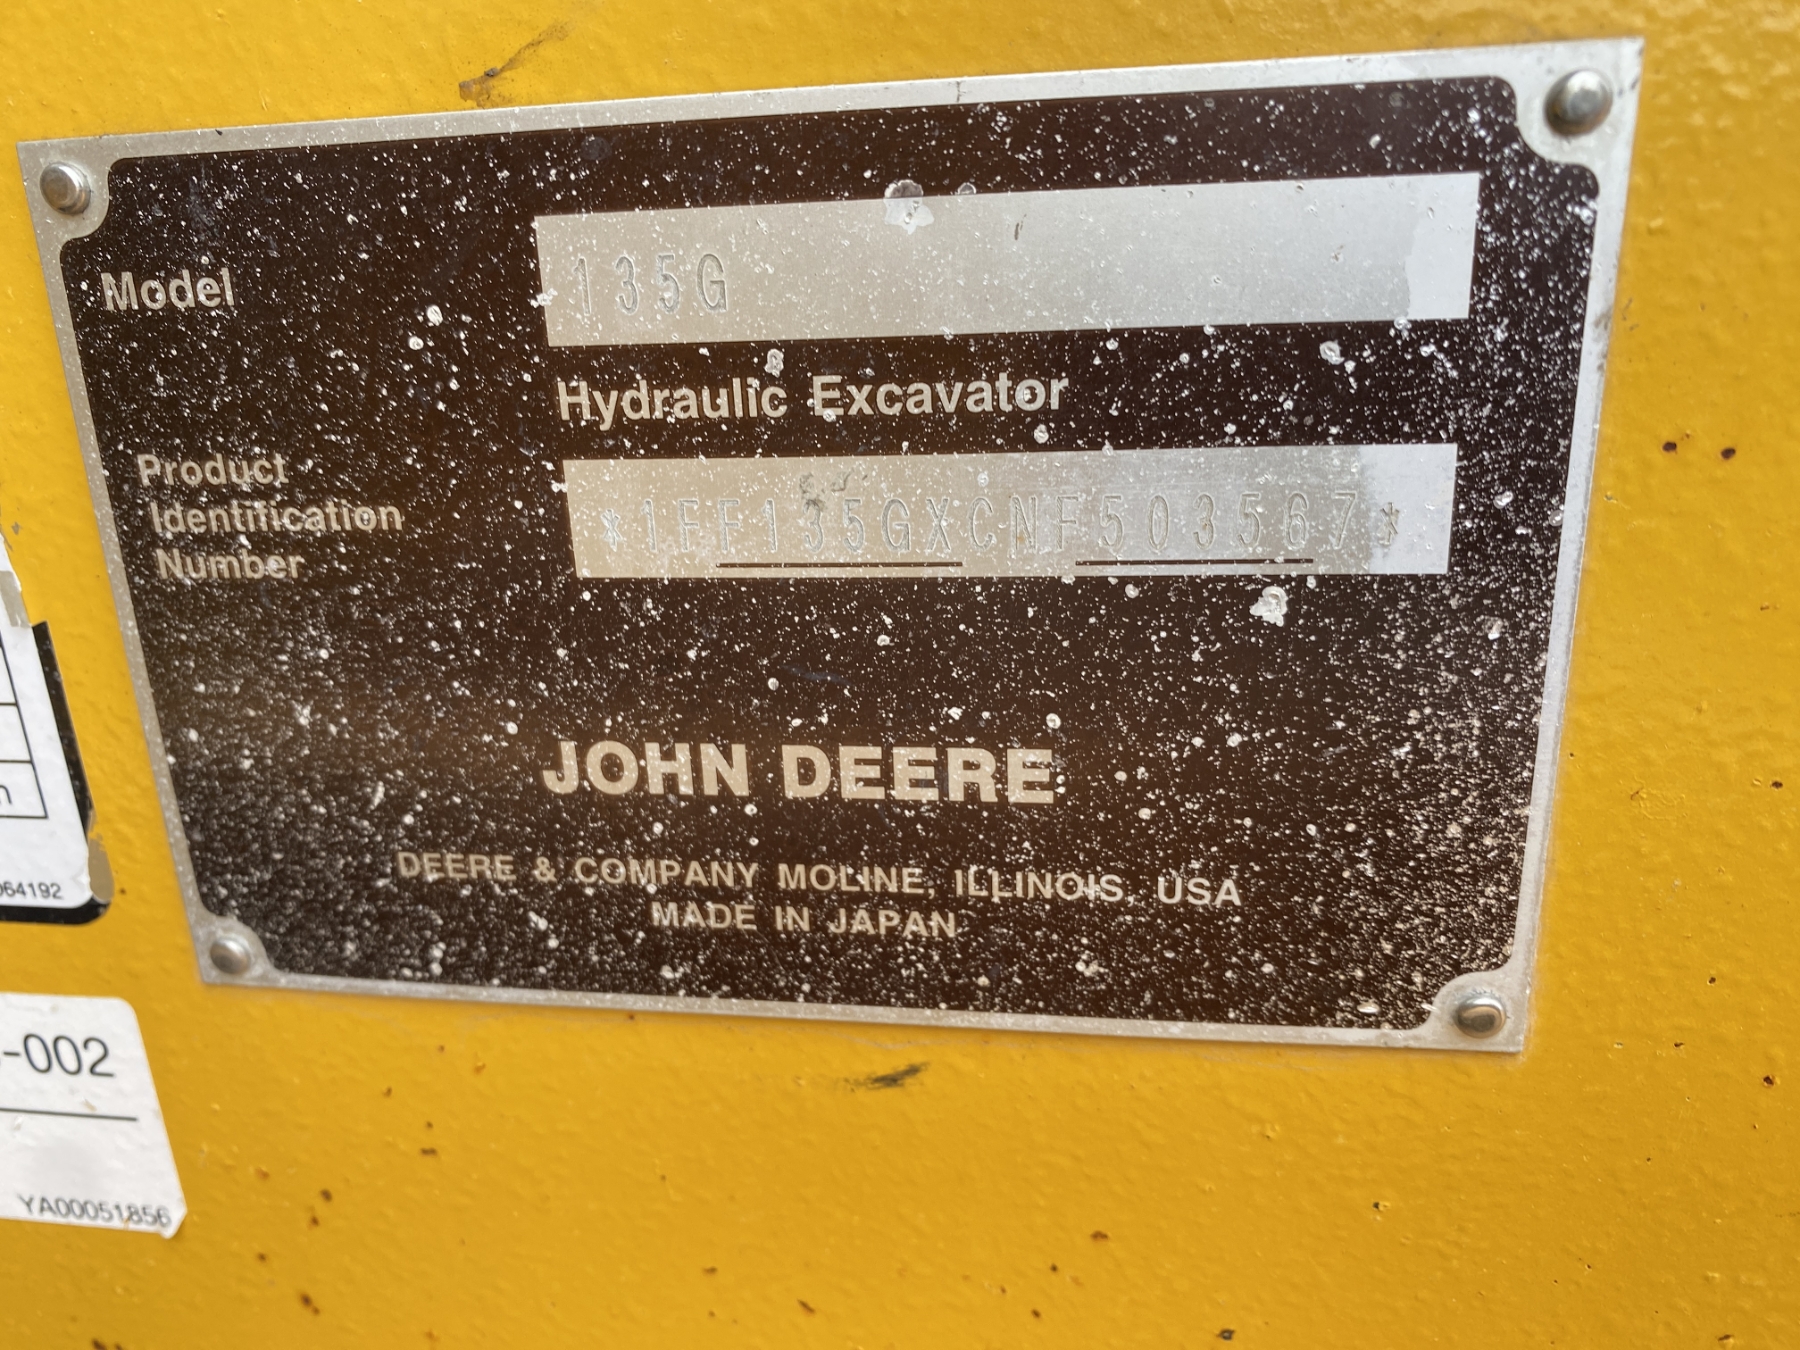 Model
135G
Hydraulic Excavator
Product
Identification
Number
*1FF135GXCNF503567*
JOHN DEERE
DEERE & COMPANY MOLINE, ILLINOIS, USA
MADE IN JAPAN
064192
-002
YA00051856